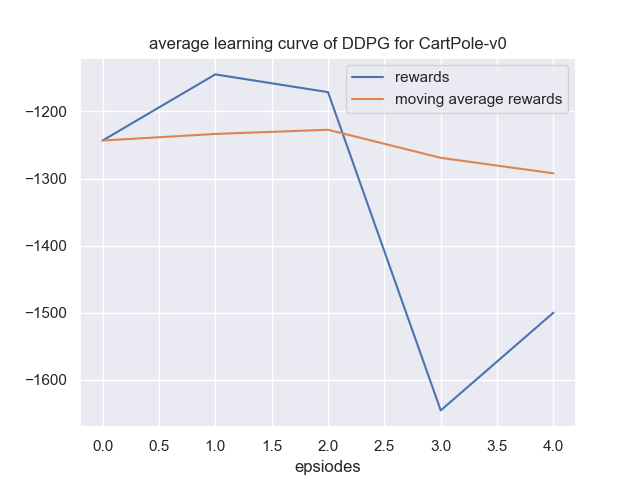 average learning curve of DDPG for CartPole-v0
rewards
moving average rewards
−1200
−1300
−1400
−1500
−1600
0.0 0.5 1.0 1.5 2.0 2.5 3.0 3.5 4.0
epsiodes